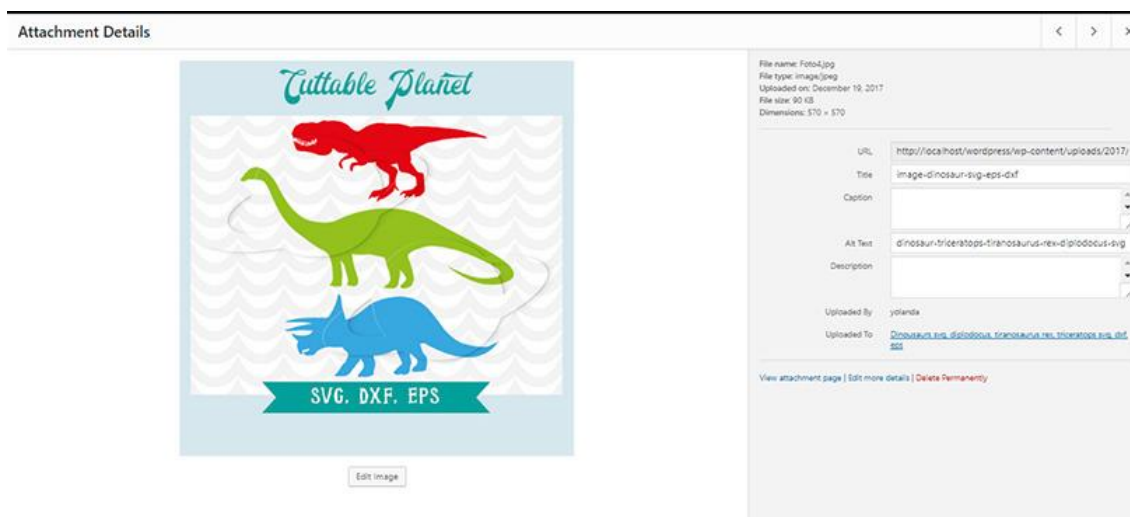 Attachment Details
Cuttable Planet
SVG. DXF. EPS
Edit Image
File name: Foto4.jpg
File type: image/jpeg
Uploaded on: December 19, 2017
File size: 90 KB
Dimensions: 570 × 570
URL http://localhost/wordpress/wp-content/uploads/2017/
Title image-dinosaur-svg-eps-dxf
Caption
Alt Text dinosaur-triceratops-tiranosaurus-rex-diplodocus-svg
Description
Uploaded By yolanda
Uploaded To Dinousaurs svg, diplodocus, tiranosaurus rex, triceratops svg, dxf,
eps
View attachment page | Edit more details | Delete Permanently